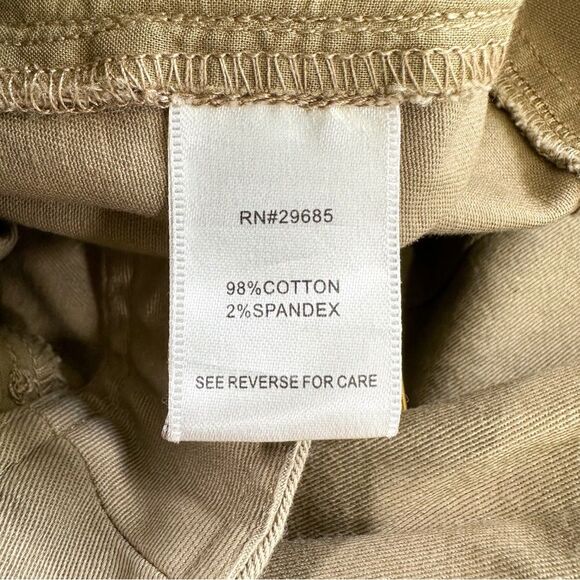 RN#29685
98%COTTON
2%SPANDEX
SEE REVERSE FOR CARE